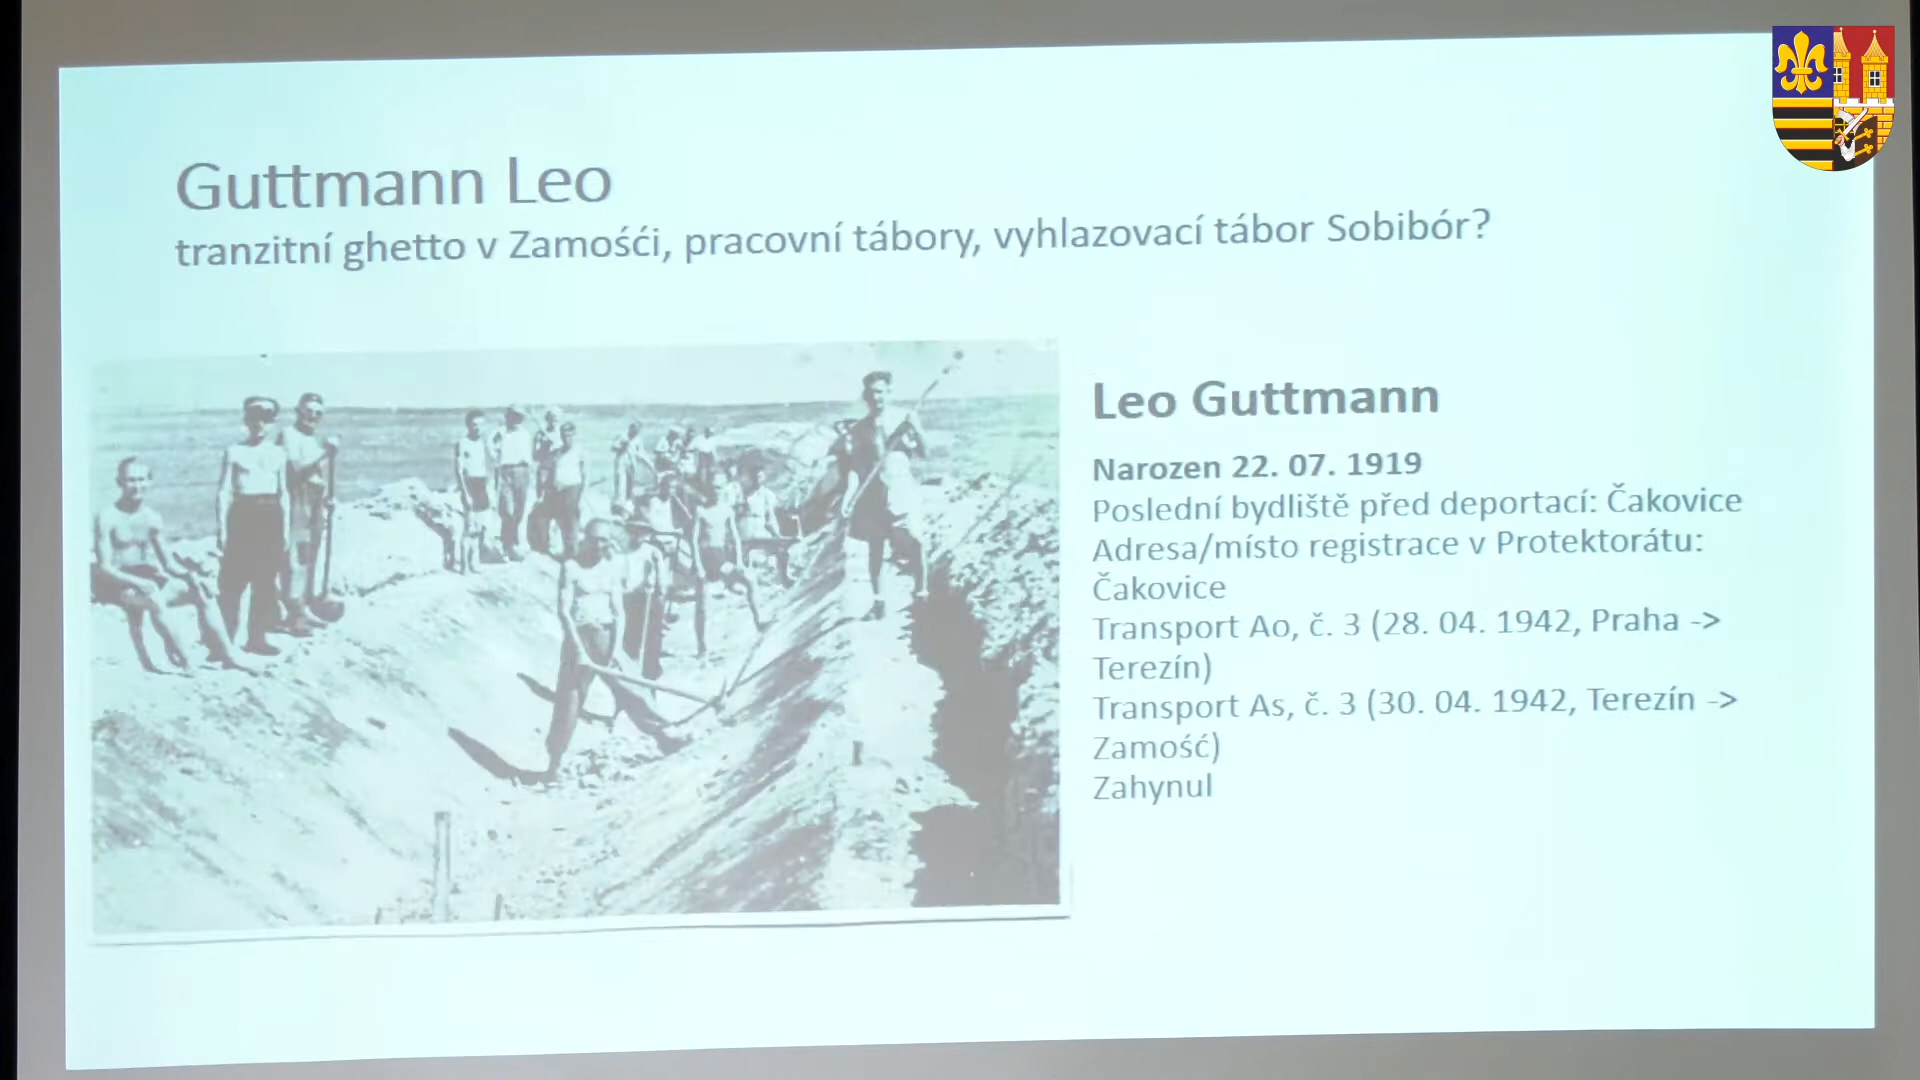 Guttmann Leo
tranzitní ghetto v Zamośći, pracovní tábory, vyhlazovací tábor Sobibór?
Leo Guttmann
Narozen 22. 07. 1919
Poslední bydliště před deportací: Čakovice
Adresa/místo registrace v Protektorátu:
Čakovice
Transport Ao, č. 3 (28. 04. 1942, Praha ->
Terezín)
Transport As, č. 3 (30. 04. 1942, Terezín ->
Zamość)
Zahynul